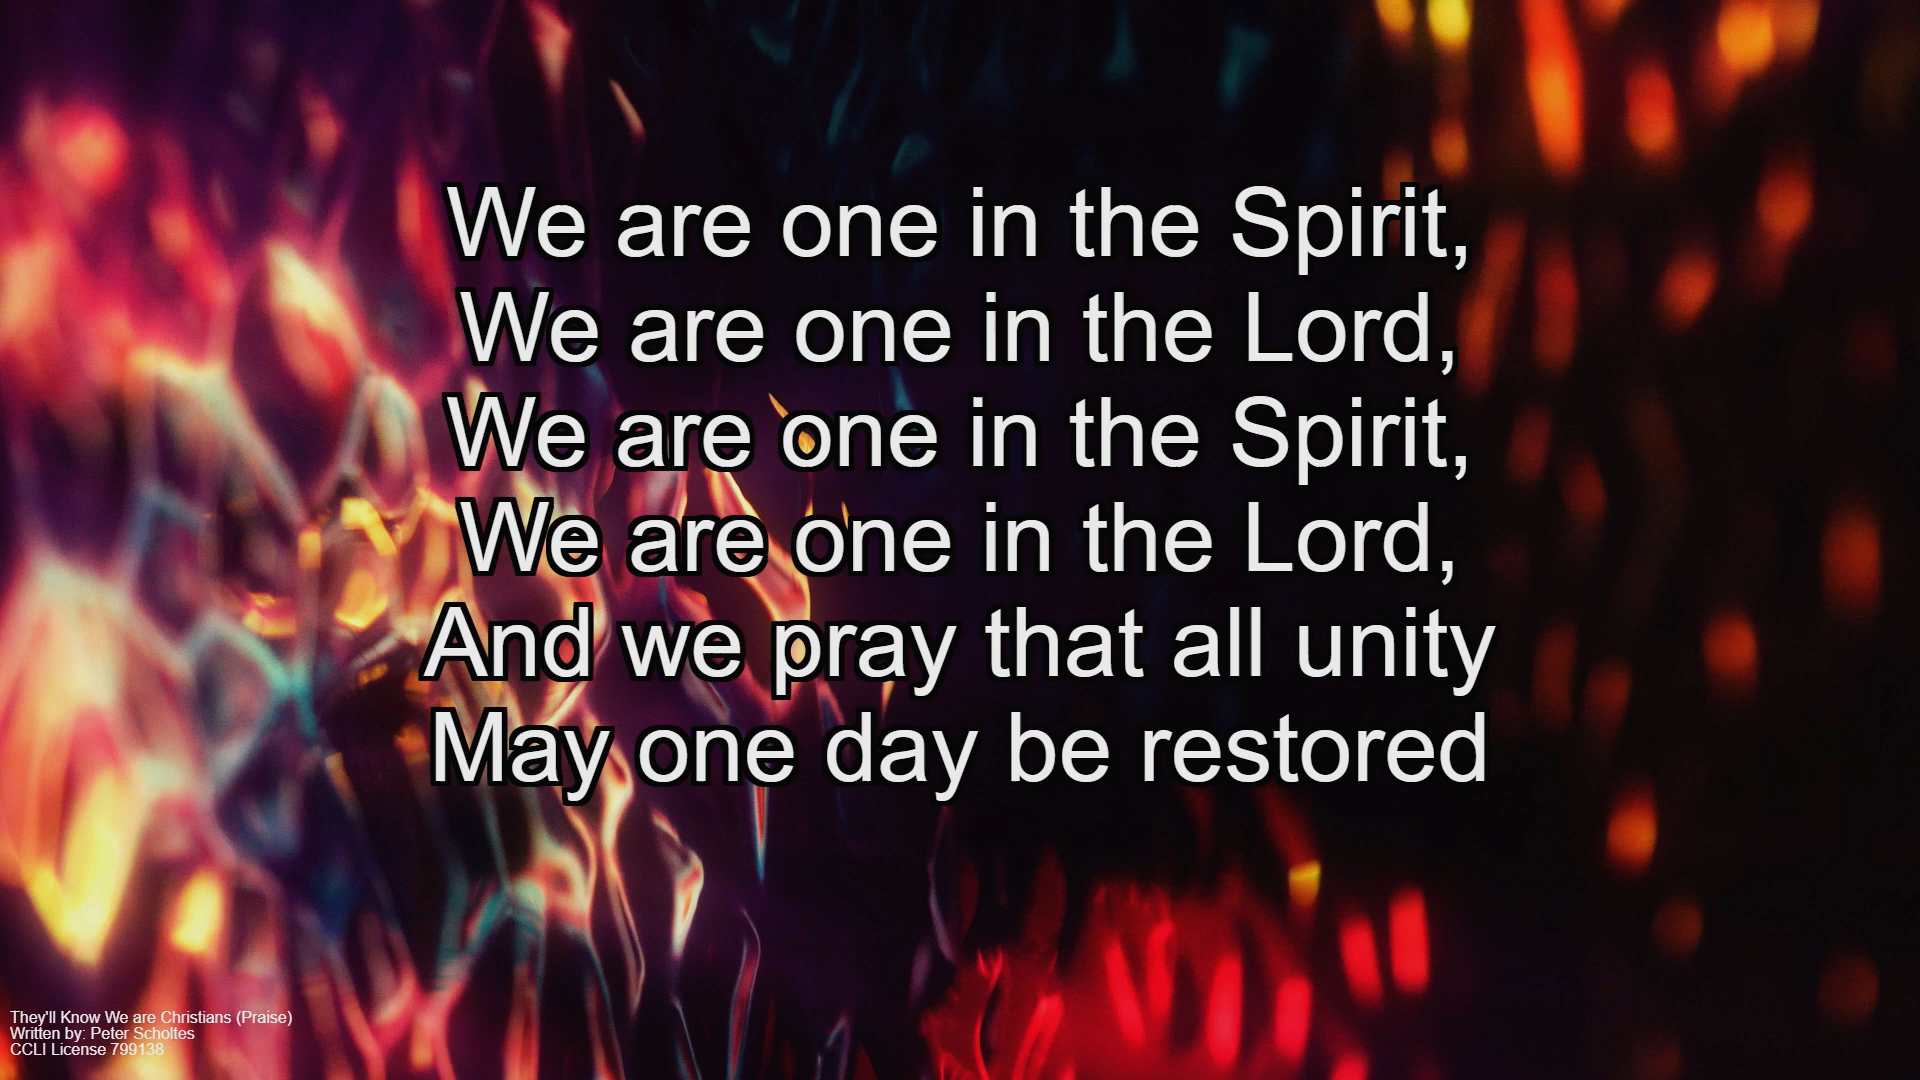 We are one in the Spirit,
We are one in the Lord,
We are one in the Spirit,
We are one in the Lord,
And we pray that all unity
May one day be restored
They'll Know We are Christians (Praise)
Written by: Peter Scholtes
CCLI License 799138